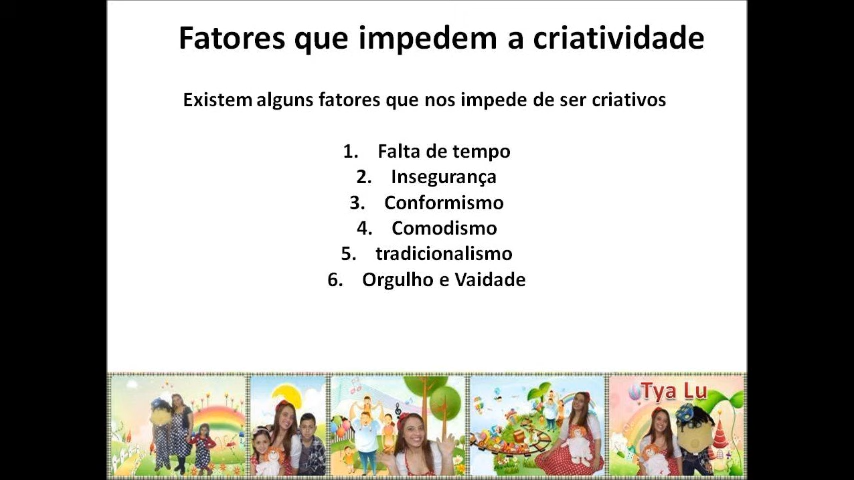 Fatores que impedem a criatividade
Existem alguns fatores que nos impede de ser criativos
1. Falta de tempo
2. Insegurança
3. Conformismo
4. Comodismo
5. tradicionalismo
6. Orgulho e Vaidade
Tya Lu